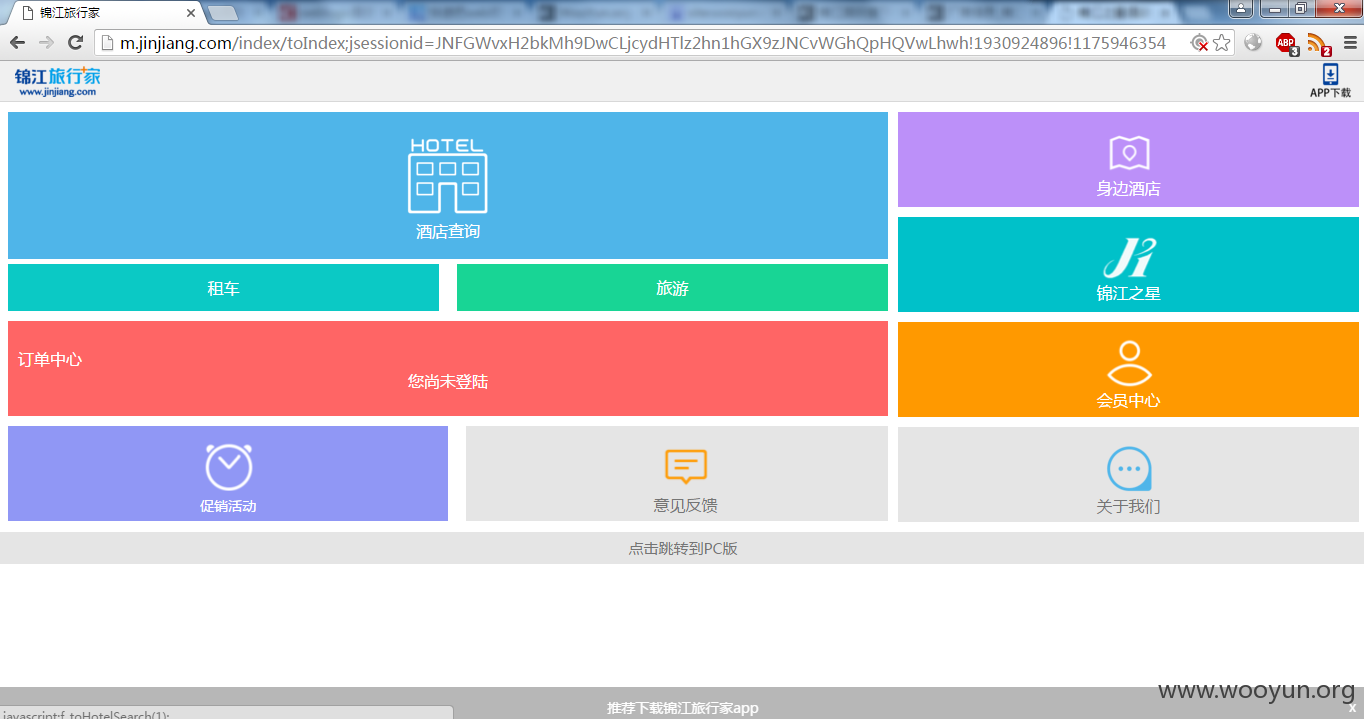 锦江旅行家
m.jinjiang.com/index/toIndex;jsessionid=JNFGWvxH2bkMh9DwCLjcydHTlz2hn1hGX9zJNCvWGhQpHQVwLhwh!1930924896!1175946354
ABP
3
2
锦江旅行家
www.jinjiang.com
APP下载
HOTEL
酒店查询
身边酒店
租车
旅游
锦江之星
订单中心
您尚未登陆
会员中心
促销活动
意见反馈
关于我们
点击跳转到PC版
www.wooyun.org
推荐下载锦江旅行家app
x
javascript:f_toHotelSearch(1);